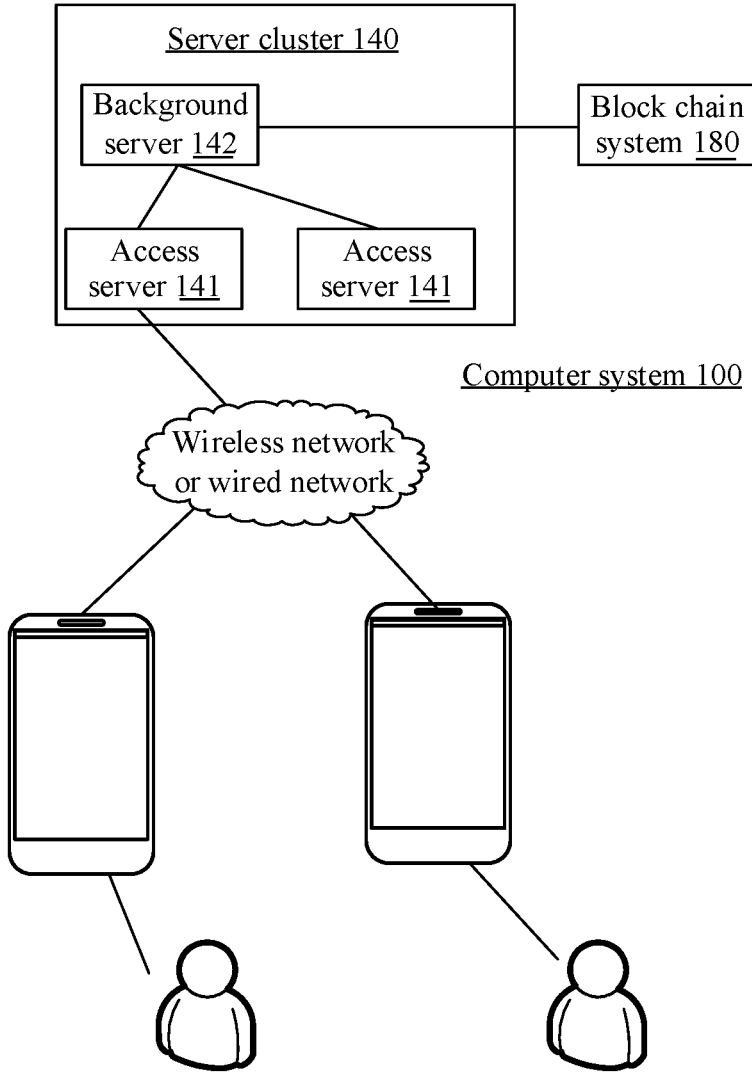 Server cluster 140
Background
server 142
Block chain
system 180
Access
server 141
Access
server 141
Computer system 100
Wireless network
or wired network